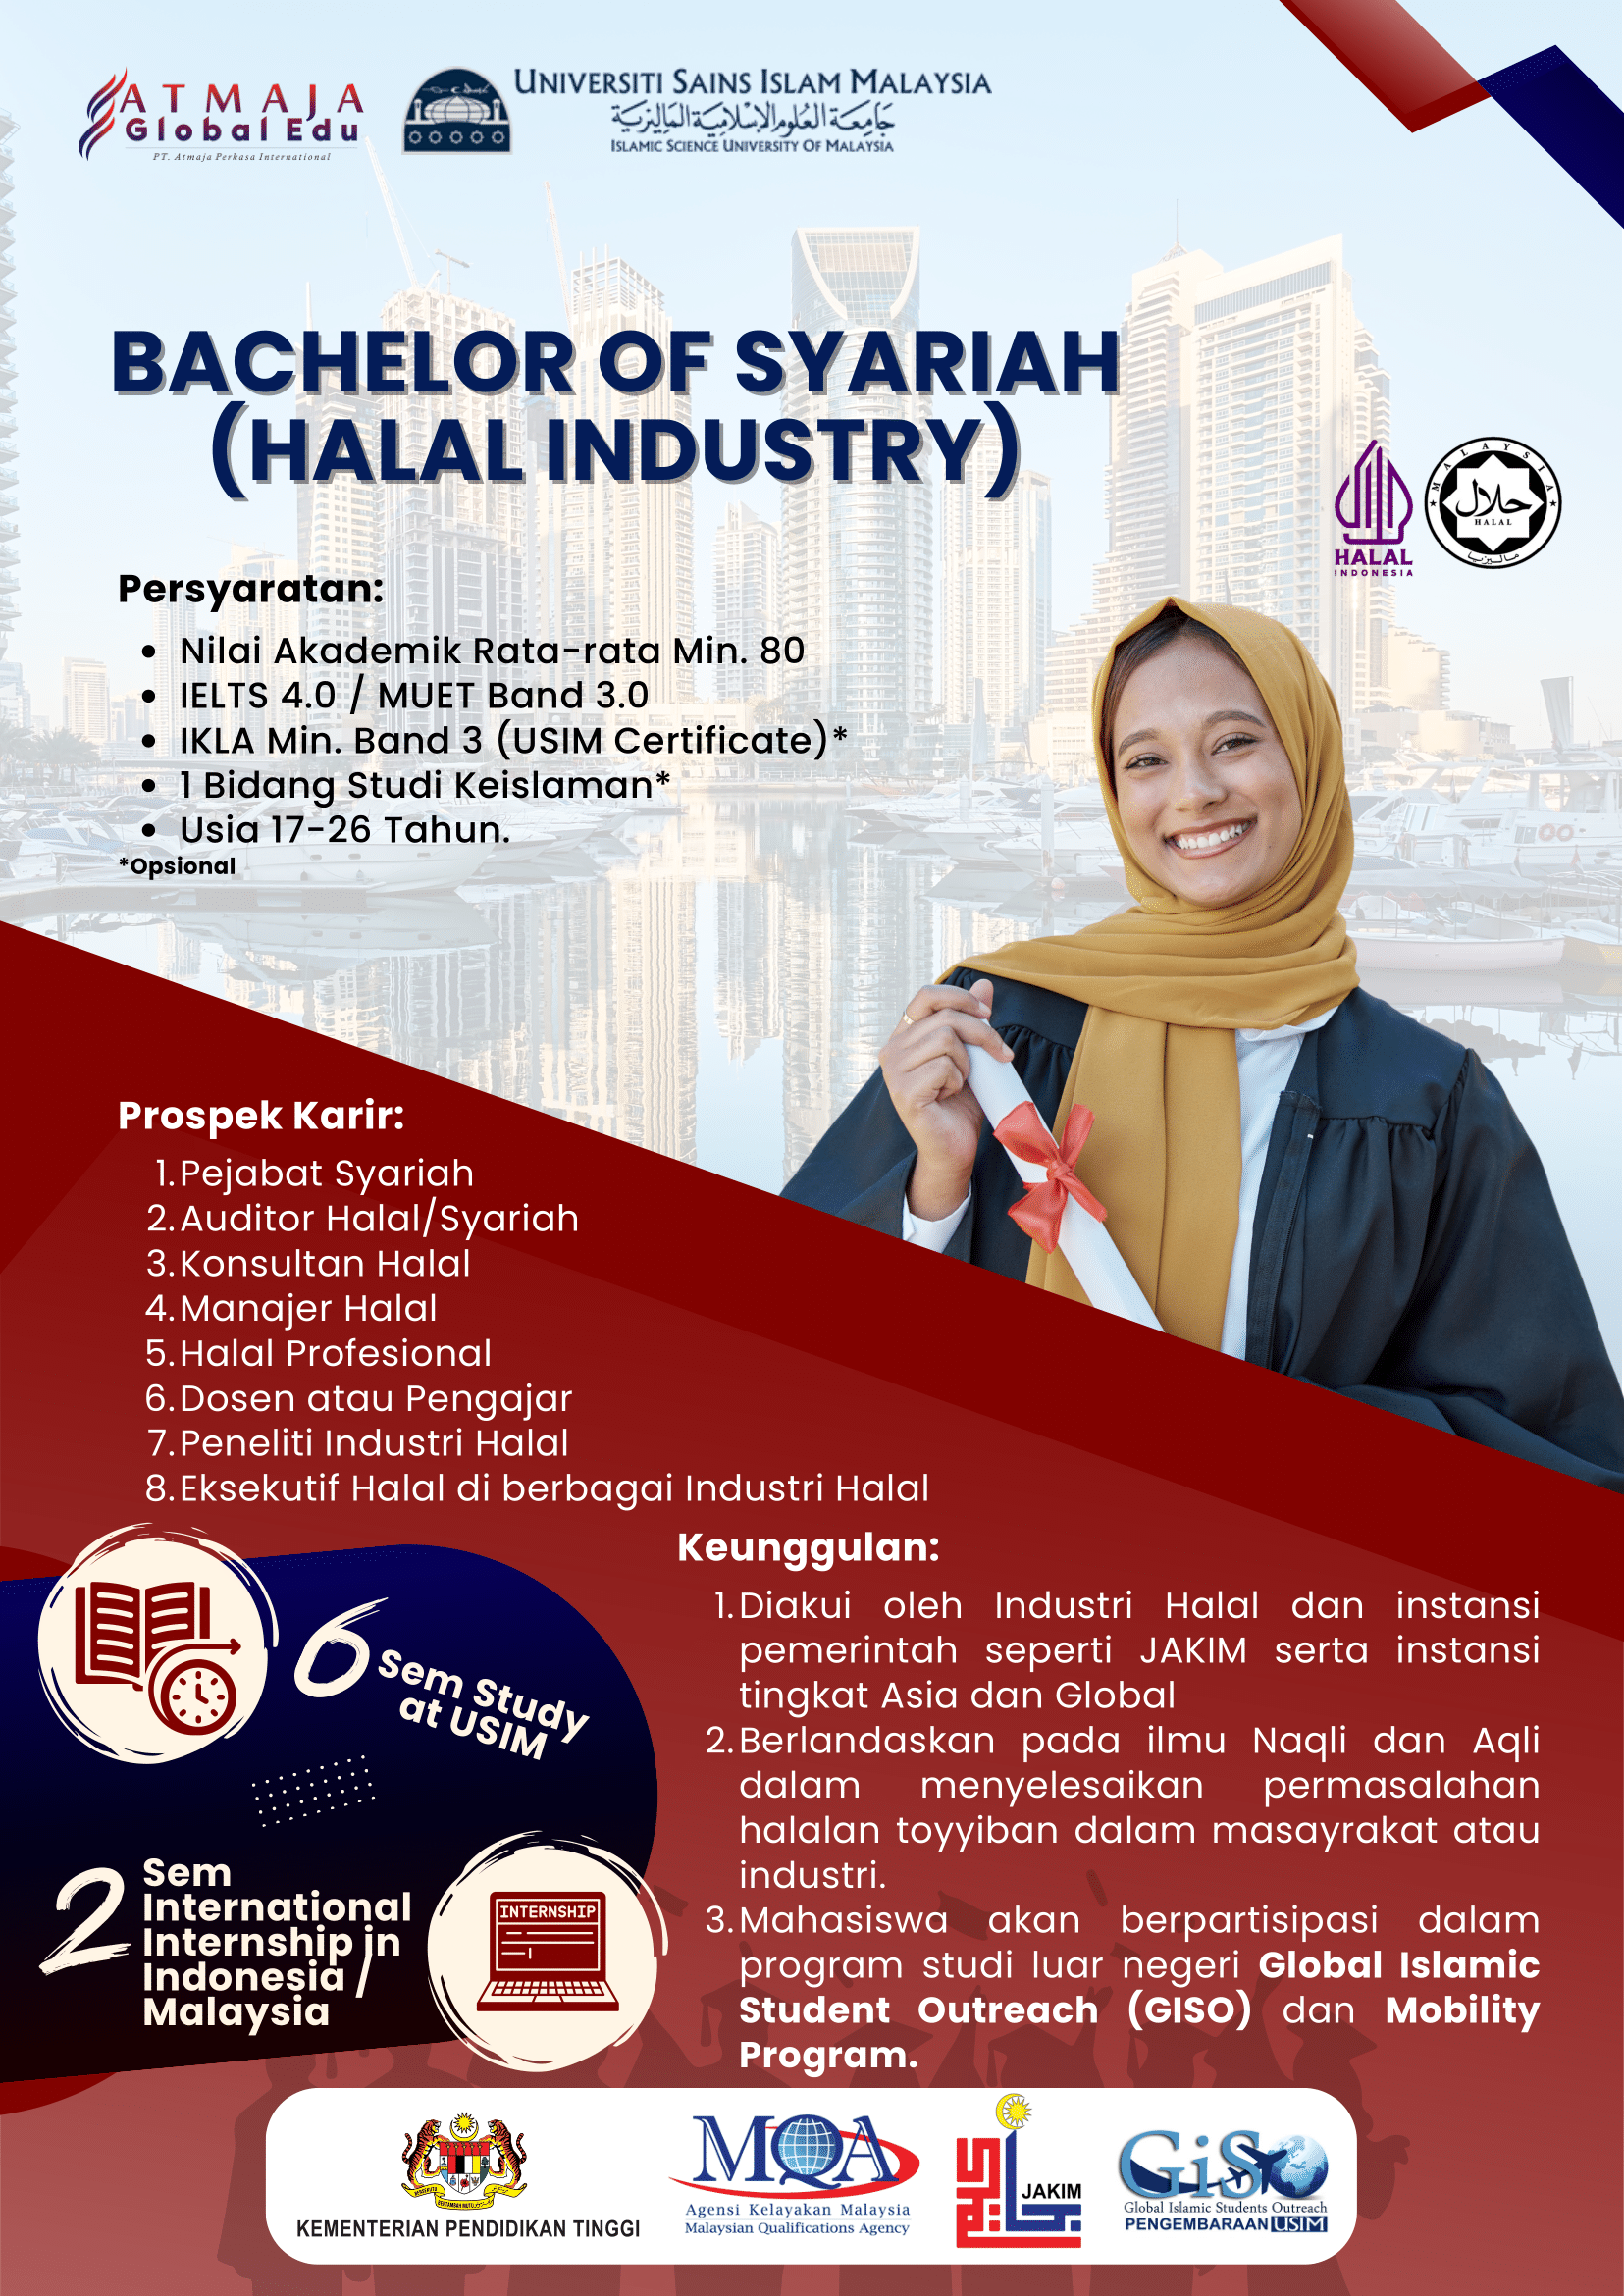 ATMAJA
Global Edu
PT. Atmaja Perkasa International
UNIVERSITI SAINS ISLAM MALAYSIA
جامعة العلوم الإسلامية الماليزية
ISLAMIC SCIENCE UNIVERSITY OF MALAYSIA
BACHELOR OF SYARIAH
(HALAL INDUSTRY)
HALAL
INDONESIA
MALAYSIA
حلال
HALAL
ماليزيا
Persyaratan:
• Nilai Akademik Rata-rata Min. 80
• IELTS 4.0 / MUET Band 3.0
• IKLA Min. Band 3 (USIM Certificate)*
• 1 Bidang Studi Keislaman*
• Usia 17-26 Tahun.
*Opsional
Prospek Karir:
1. Pejabat Syariah
2. Auditor Halal/Syariah
3. Konsultan Halal
4. Manajer Halal
5. Halal Profesional
6. Dosen atau Pengajar
7. Peneliti Industri Halal
8. Eksekutif Halal di berbagai Industri Halal
6 Sem Study
at USIM
2 Sem
International
Internship in
Indonesia /
Malaysia
INTERNSHIP
Keunggulan:
1. Diakui oleh Industri Halal dan instansi
pemerintah seperti JAKIM serta instansi
tingkat Asia dan Global
2. Berlandaskan pada ilmu Naqli dan Aqli
dalam menyelesaikan permasalahan
halalan toyyiban dalam masayrakat atau
industri.
3. Mahasiswa akan berpartisipasi dalam
program studi luar negeri Global Islamic
Student Outreach (GISO) dan Mobility
Program.
KEMENTERIAN PENDIDIKAN TINGGI
MQA
Agensi Kelayakan Malaysia
Malaysian Qualifications Agency
JAKIM
GiSO
Global Islamic Students Outreach
PENGEMBARAAN USIM